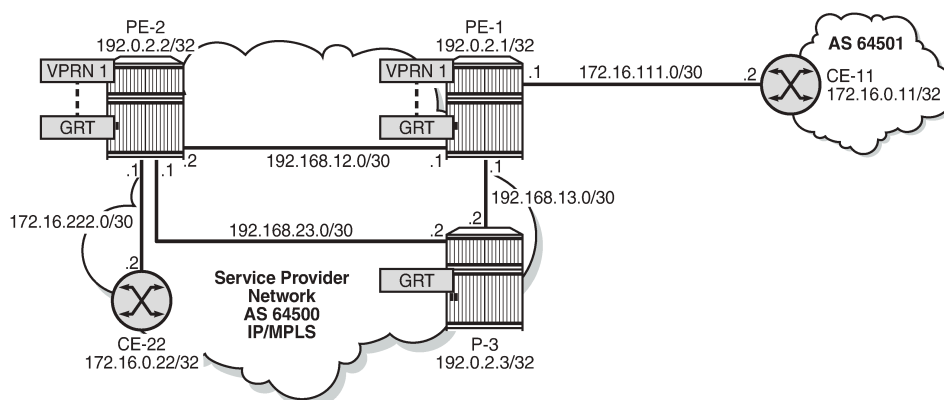 PE-2
192.0.2.2/32
PE-1
192.0.2.1/32
AS 64501
VPRN 1
VPRN 1
.1
172.16.111.0/30
.2
CE-11
172.16.0.11/32
GRT
GRT
.1
.1
.2
192.168.12.0/30
.1
.1
192.168.13.0/30
172.16.222.0/30
192.168.23.0/30
.2
.2
.2
GRT
Service Provider
Network
AS 64500
IP/MPLS
CE-22
172.16.0.22/32
P-3
192.0.2.3/32